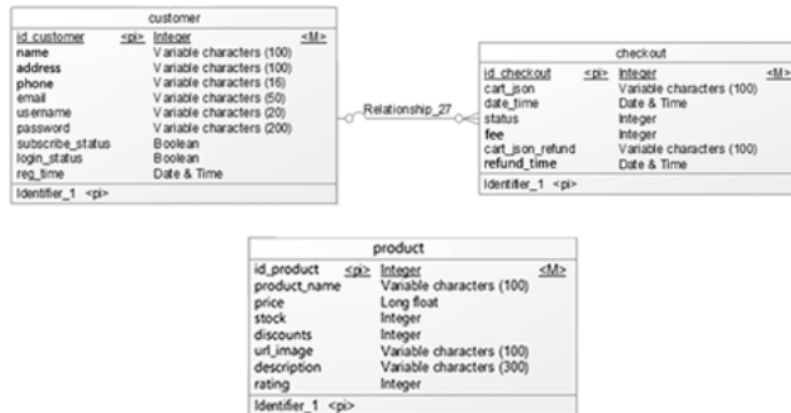 customer
id_customer <pi> Integer <M>
name Variable characters (100)
address Variable characters (100)
phone Variable characters (16)
email Variable characters (50)
username Variable characters (20)
password Variable characters (200)
subscribe_status Boolean
login_status Boolean
reg_time Date & Time
Identifier_1 <pi>
Relationship_27
checkout
id_checkout <pi> Integer <M>
cart_json Variable characters (100)
date_time Date & Time
status Integer
fee Integer
cart_json_refund Variable characters (100)
refund_time Date & Time
Identifier_1 <pi>
product
id_product <pi> Integer <M>
product_name Variable characters (100)
price Long float
stock Integer
discounts Integer
url_image Variable characters (100)
description Variable characters (300)
rating Integer
Identifier_1 <pi>